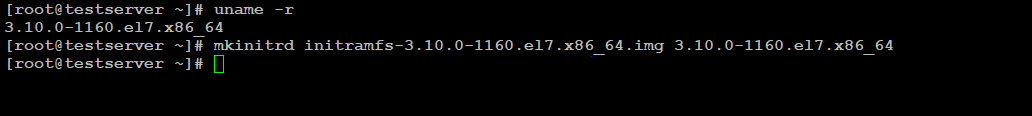 [root@testserver ~]# uname -r
3.10.0-1160.el7.x86_64
[root@testserver ~]# mkinitrd initramfs-3.10.0-1160.el7.x86_64.img 3.10.0-1160.el7.x86_64
[root@testserver ~]#